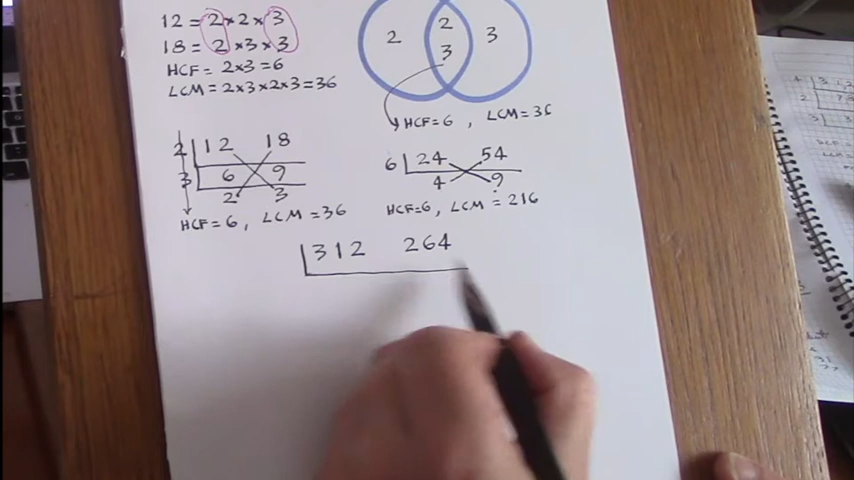 12 = 2 × 2 × 3
18 = 2 × 3 × 3
HCF = 2×3 = 6
LCM = 2×3×2×3 = 36
2 2 3 3
HCF = 6 , LCM = 36
2 12 18
3 6 9
2 3
HCF = 6 , LCM = 36
6 24 54
4 9
HCF=6, LCM = 216
312 264